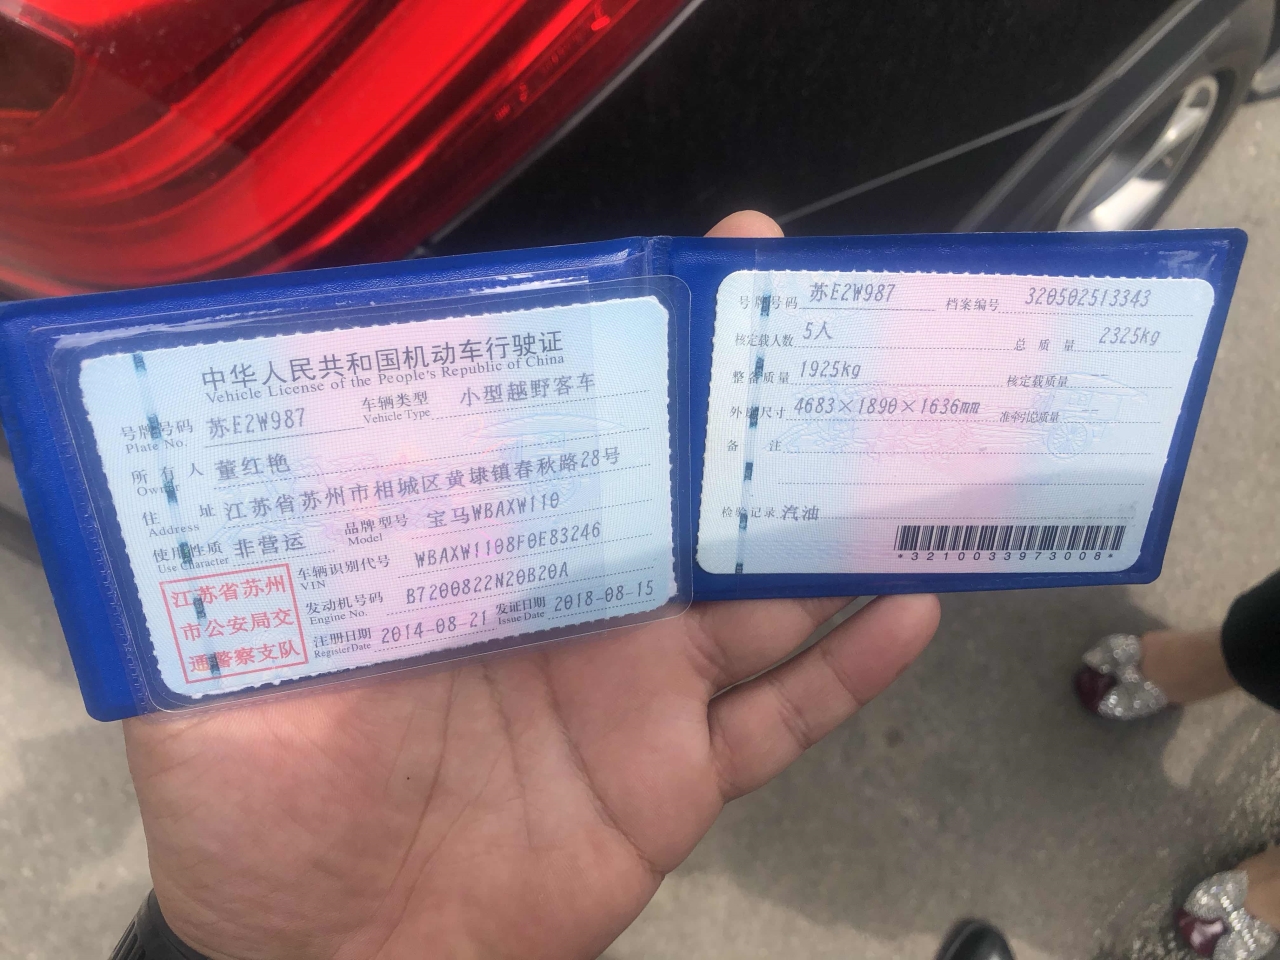 中华人民共和国机动车行驶证
Vehicle License of the People's Republic of China
号牌号码 苏E2W987 车辆类型 小型越野客车
Plate No. Vehicle Type
所有人 董红艳
Owner
住址 江苏省苏州市相城区黄埭镇春秋路28号
Address
使用性质 非营运 品牌型号 宝马WBAXW110
Use Character Model
江苏省苏州
市公安局交
通警察支队
车辆识别代号 WBAXW1108F0E83246
VIN
发动机号码 B7200822N20B20A
Engine No.
注册日期 2014-08-21 发证日期 2018-08-15
Register Date Issue Date
号牌号码 苏E2W987 档案编号 320502513343
核定载人数 5人 总质量 2325kg
整备质量 1925kg 核定载质量 --
外廓尺寸 4683×1890×1636mm 准牵引总质量 --
备注
检验记录 汽油
*3210033973008*